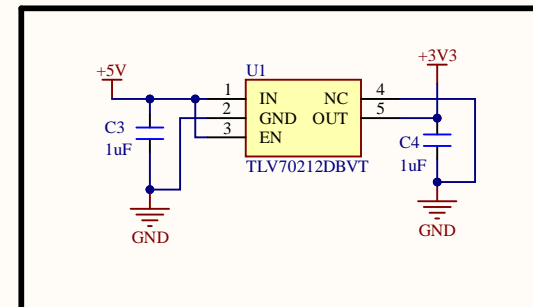 +5V
U1
+3V3
1
IN
NC
4
2
GND
OUT
5
3
EN
C3
1uF
C4
1uF
TLV70212DBVT
GND
GND